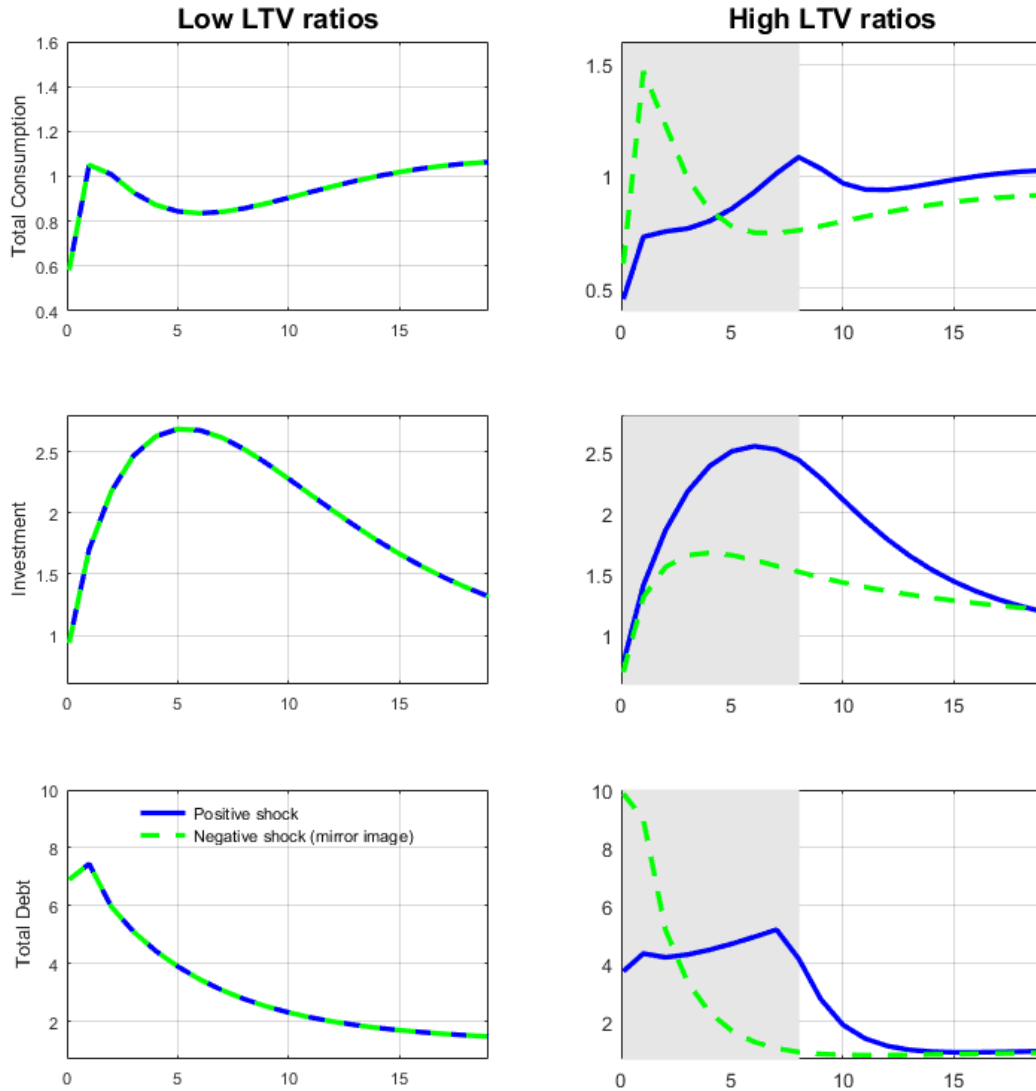 Low LTV ratios
High LTV ratios
Total Consumption
1.6
1.4
1.2
1
0.8
0.6
0.4
0 5 10 15
1.5
1
0.5
0 5 10 15
Investment
2.5
2
1.5
1
0 5 10 15
2.5
2
1.5
1
0 5 10 15
Total Debt
10
8
6
4
2
Positive shock
Negative shock (mirror image)
0 5 10 15
10
8
6
4
2
0 5 10 15